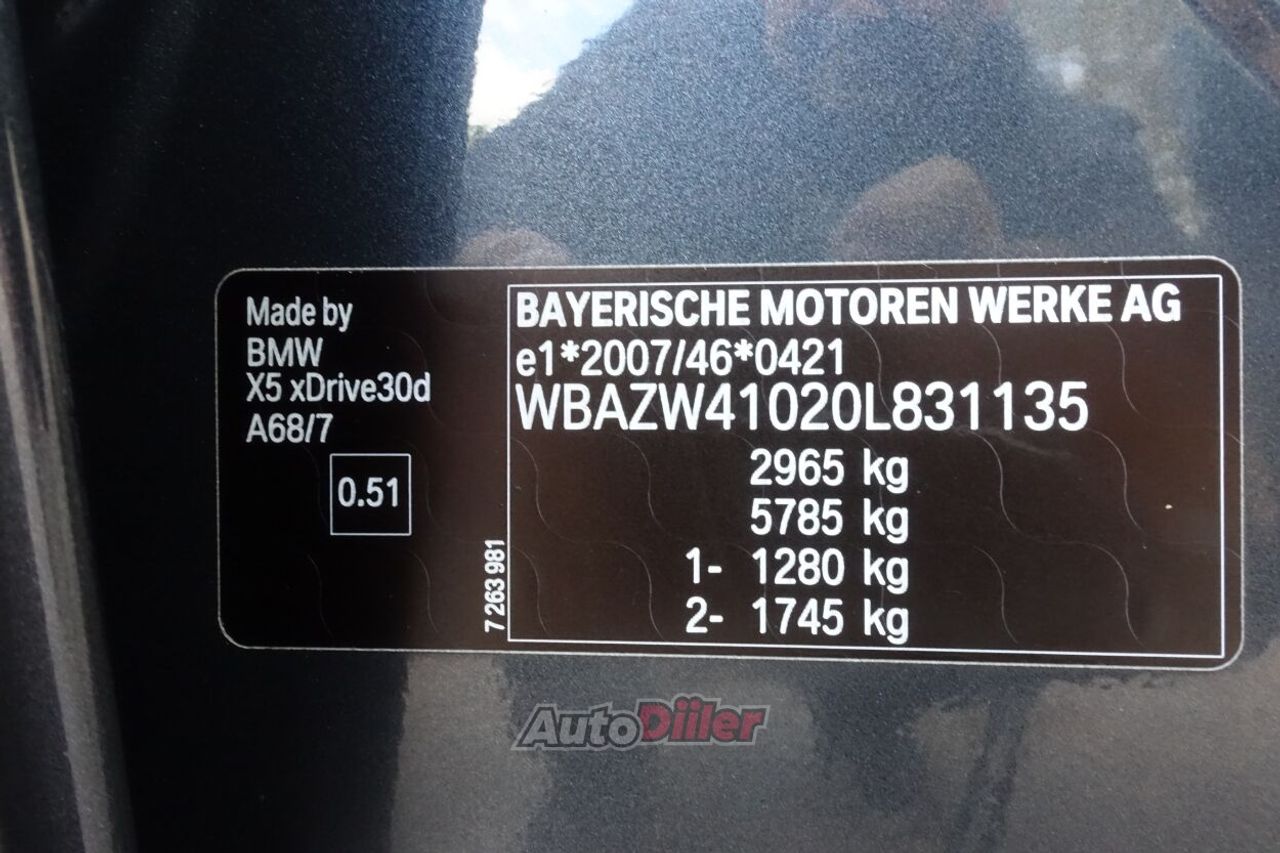 Made by
BMW
X5 xDrive30d
A68/7
0.51
7 263 981
BAYERISCHE MOTOREN WERKE AG
e1*2007/46*0421
WBAZW41020L831135
2965 kg
5785 kg
1- 1280 kg
2- 1745 kg
AutoDiiler